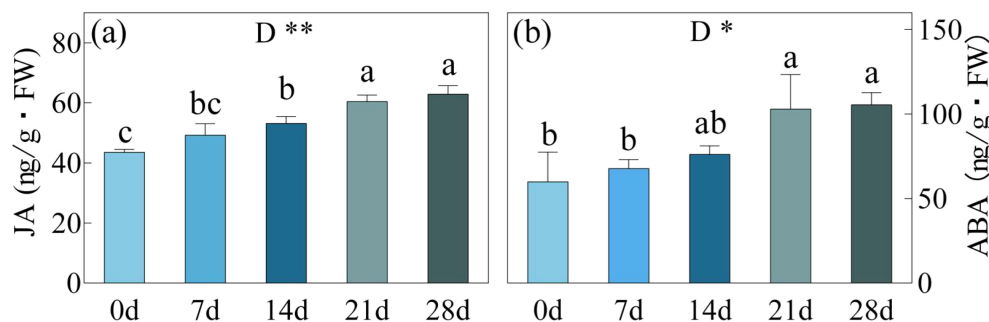 (a)
D **
JA (ng/g · FW)
80
60
40
20
0
c
bc
b
a
a
0d
7d
14d
21d
28d
(b)
D *
b
b
ab
a
a
0d
7d
14d
21d
28d
150
100
50
0
ABA (ng/g · FW)